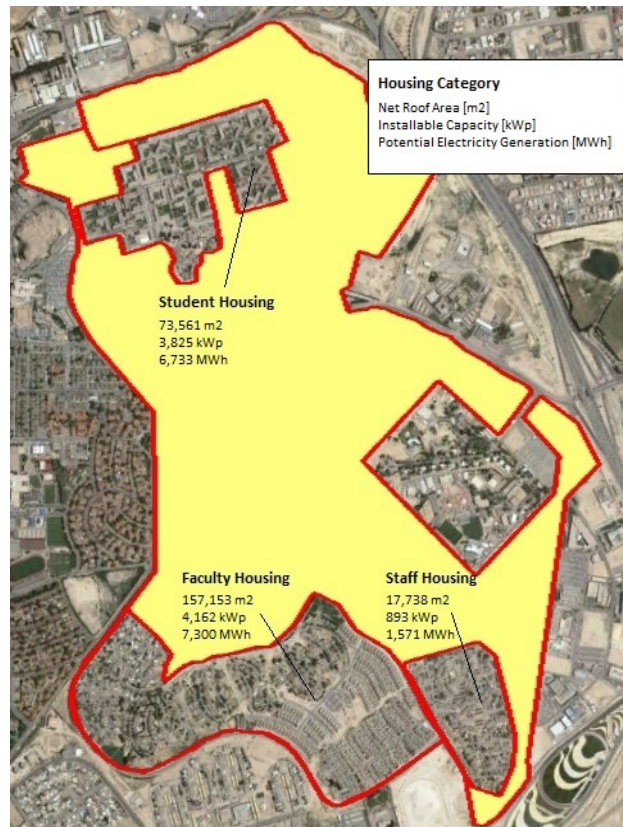 Housing Category
Net Roof Area [m2]
Installable Capacity [kWp]
Potential Electricity Generation [MWh]
Student Housing
73,561 m2
3,825 kWp
6,733 MWh
Faculty Housing
157,153 m2
4,162 kWp
7,300 MWh
Staff Housing
17,738 m2
893 kWp
1,571 MWh